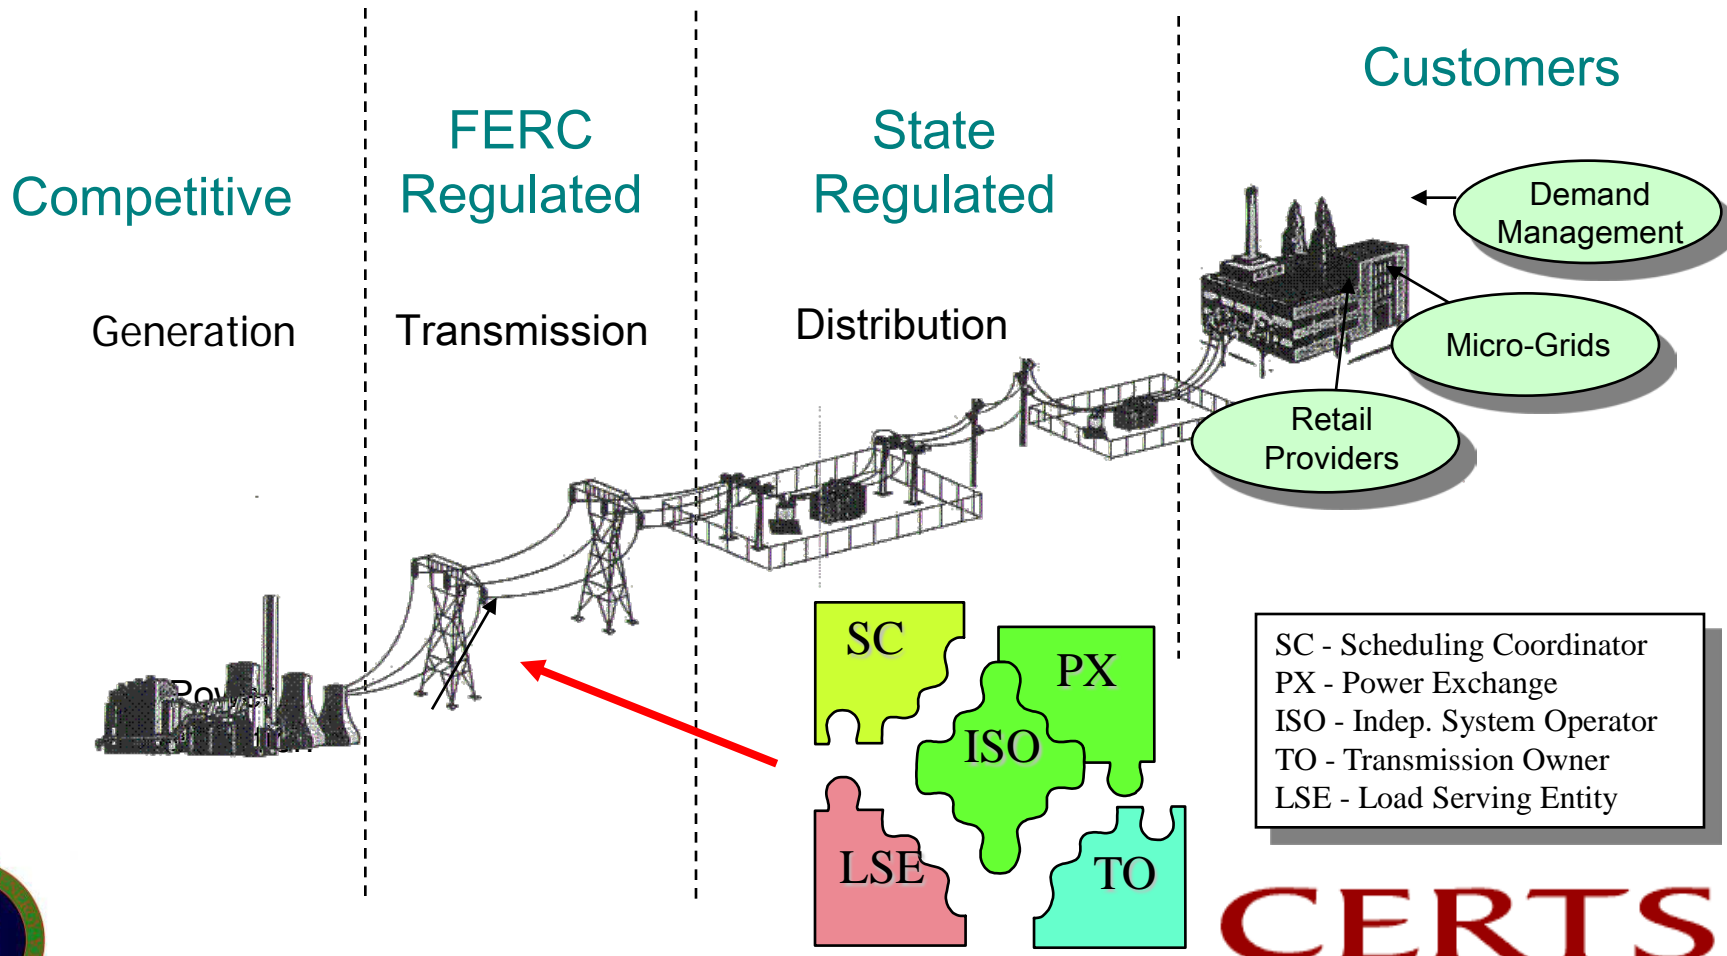 Customers
FERC
Regulated
State
Regulated
Competitive
Demand
Management
Generation
Transmission
Distribution
Micro-Grids
Retail
Providers
SC
PX
ISO
LSE
TO
SC - Scheduling Coordinator
PX - Power Exchange
ISO - Indep. System Operator
TO - Transmission Owner
LSE - Load Serving Entity
Power
CERTS